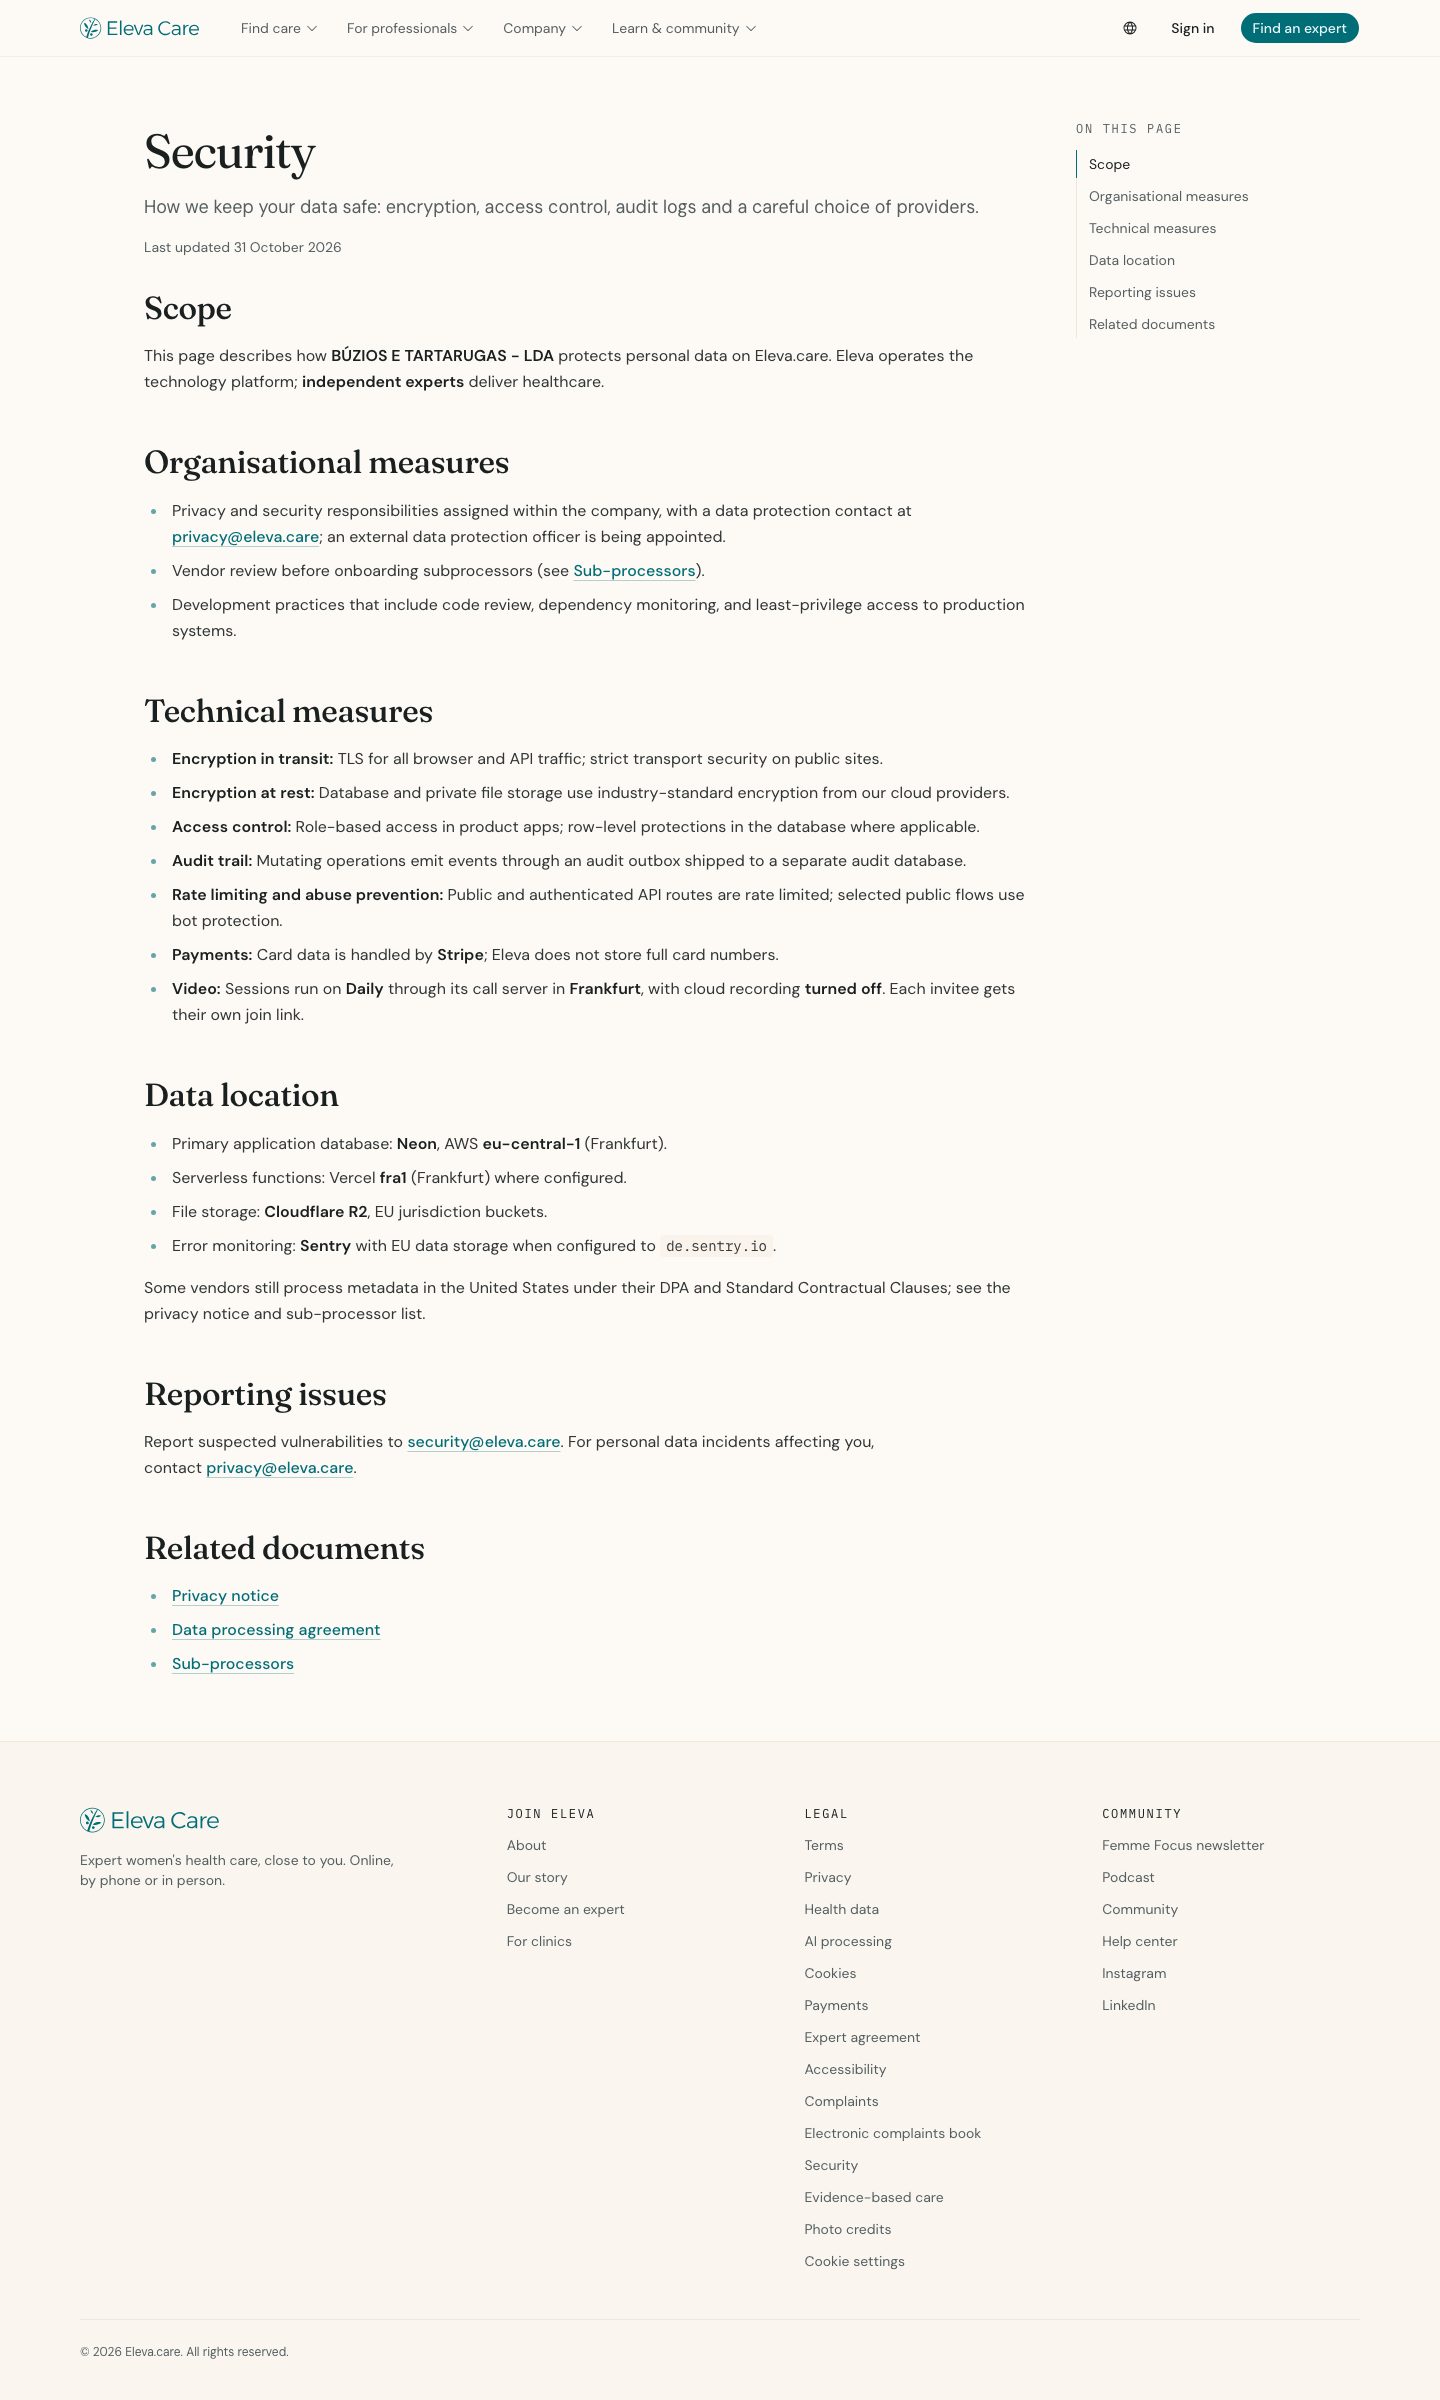 Eleva Care
Find care
For professionals
Company
Learn & community
Sign in
Find an expert
Security
How we keep your data safe: encryption, access control, audit logs and a careful choice of providers.
Last updated 31 October 2026
ON THIS PAGE
Scope
Organisational measures
Technical measures
Data location
Reporting issues
Related documents
Scope
This page describes how BÚZIOS E TARTARUGAS - LDA protects personal data on Eleva.care. Eleva operates the
technology platform; independent experts deliver healthcare.
Organisational measures
Privacy and security responsibilities assigned within the company, with a data protection contact at
privacy@eleva.care; an external data protection officer is being appointed.
Vendor review before onboarding subprocessors (see Sub-processors).
Development practices that include code review, dependency monitoring, and least-privilege access to production
systems.
Technical measures
Encryption in transit: TLS for all browser and API traffic; strict transport security on public sites.
Encryption at rest: Database and private file storage use industry-standard encryption from our cloud providers.
Access control: Role-based access in product apps; row-level protections in the database where applicable.
Audit trail: Mutating operations emit events through an audit outbox shipped to a separate audit database.
Rate limiting and abuse prevention: Public and authenticated API routes are rate limited; selected public flows use
bot protection.
Payments: Card data is handled by Stripe; Eleva does not store full card numbers.
Video: Sessions run on Daily through its call server in Frankfurt, with cloud recording turned off. Each invitee gets
their own join link.
Data location
Primary application database: Neon, AWS eu-central-1 (Frankfurt).
Serverless functions: Vercel fra1 (Frankfurt) where configured.
File storage: Cloudflare R2, EU jurisdiction buckets.
Error monitoring: Sentry with EU data storage when configured to de.sentry.io.
Some vendors still process metadata in the United States under their DPA and Standard Contractual Clauses; see the
privacy notice and sub-processor list.
Reporting issues
Report suspected vulnerabilities to security@eleva.care. For personal data incidents affecting you,
contact privacy@eleva.care.
Related documents
Privacy notice
Data processing agreement
Sub-processors
Eleva Care
Expert women's health care, close to you. Online,
by phone or in person.
JOIN ELEVA
About
Our story
Become an expert
For clinics
LEGAL
Terms
Privacy
Health data
AI processing
Cookies
Payments
Expert agreement
Accessibility
Complaints
Electronic complaints book
Security
Evidence-based care
Photo credits
Cookie settings
COMMUNITY
Femme Focus newsletter
Podcast
Community
Help center
Instagram
LinkedIn
© 2026 Eleva.care. All rights reserved.